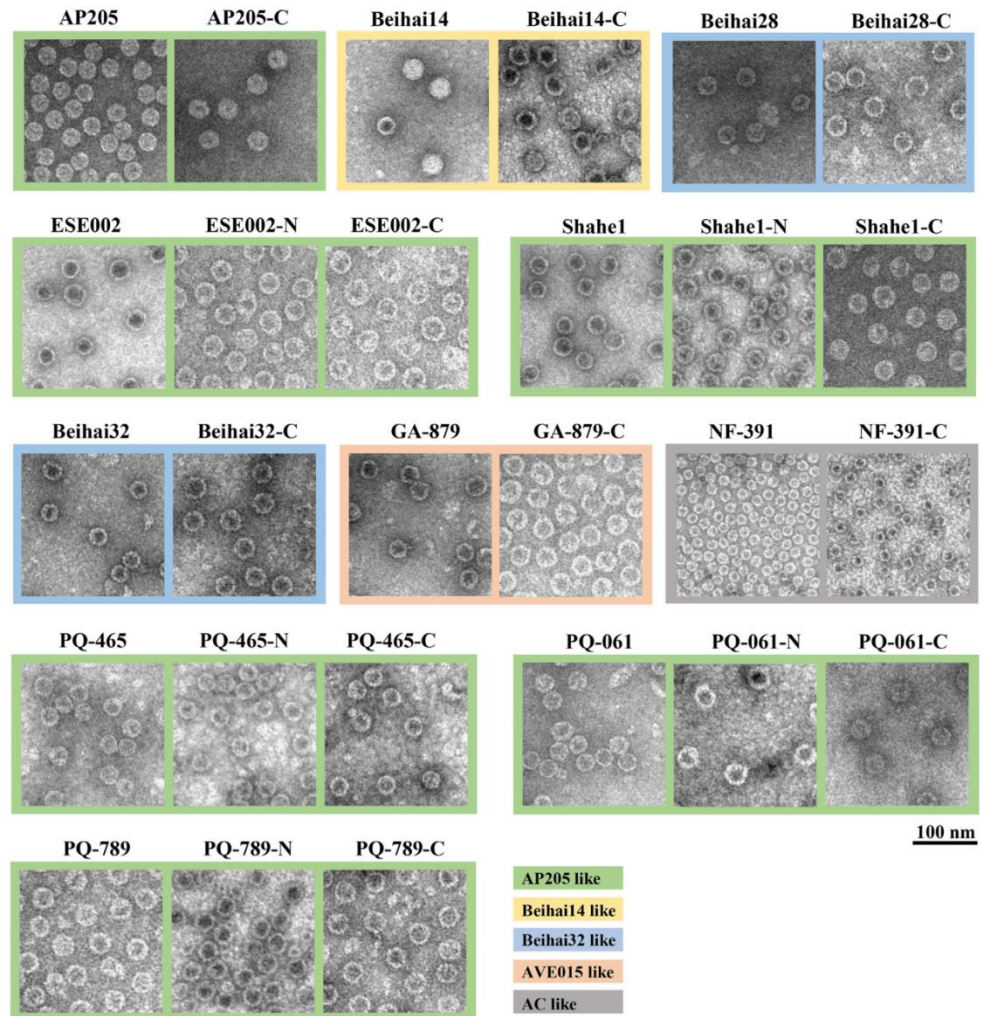 AP205 AP205-C Beihai14 Beihai14-C Beihai28 Beihai28-C
ESE002 ESE002-N ESE002-C Shahe1 Shahe1-N Shahe1-C
Beihai32 Beihai32-C GA-879 GA-879-C NF-391 NF-391-C
PQ-465 PQ-465-N PQ-465-C PQ-061 PQ-061-N PQ-061-C
100 nm
PQ-789 PQ-789-N PQ-789-C
AP205 like
Beihai14 like
Beihai32 like
AVE015 like
AC like